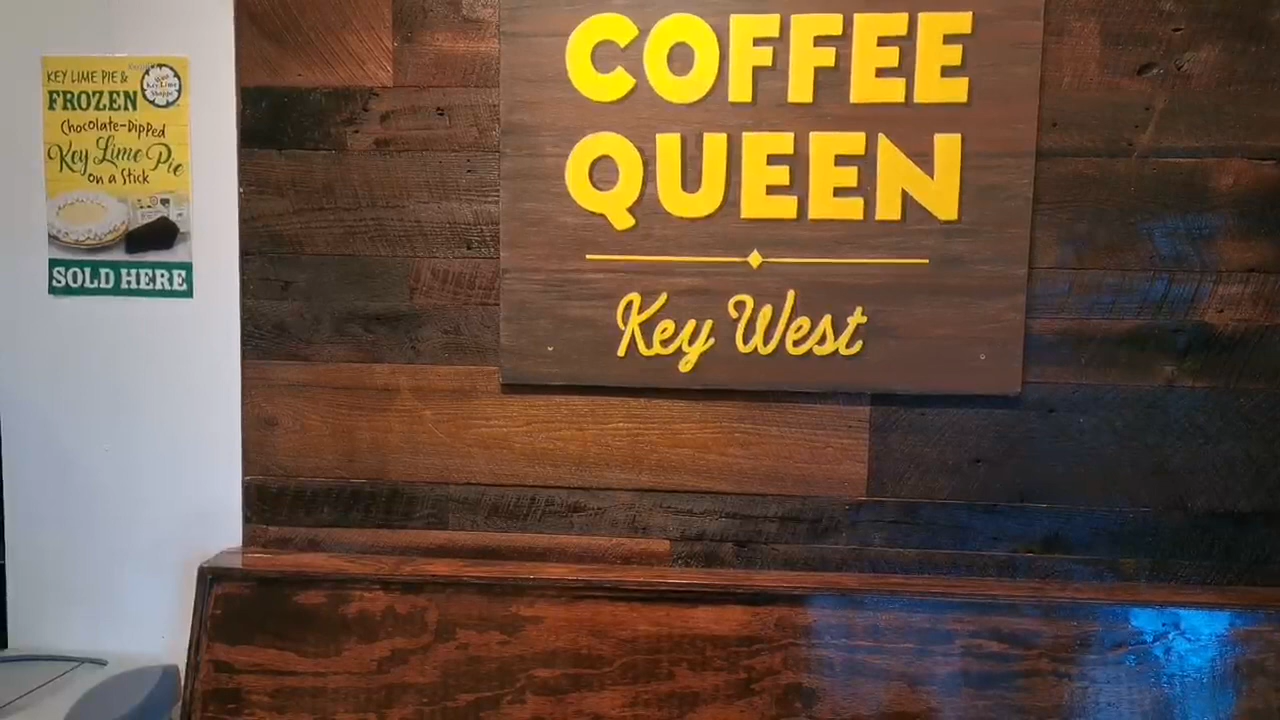 KEY LIME PIE &
FROZEN
Chocolate-Dipped
Key Lime Pie
on a Stick
SOLD HERE
COFFEE
QUEEN
Key West